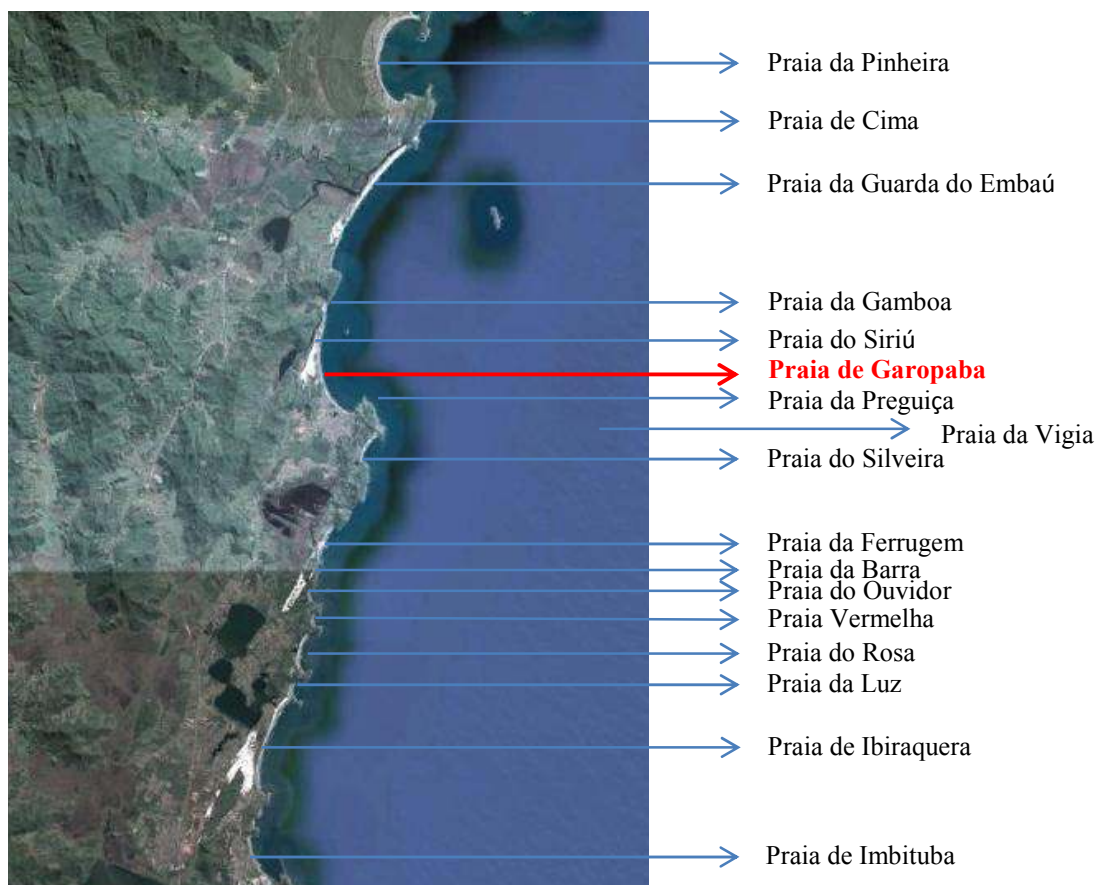 Praia da Pinheira
Praia de Cima
Praia da Guarda do Embaú
Praia da Gamboa
Praia do Siriú
Praia de Garopaba
Praia da Preguiça
Praia da Vigia
Praia do Silveira
Praia da Ferrugem
Praia da Barra
Praia do Ouvidor
Praia Vermelha
Praia do Rosa
Praia da Luz
Praia de Ibiraquera
Praia de Imbituba